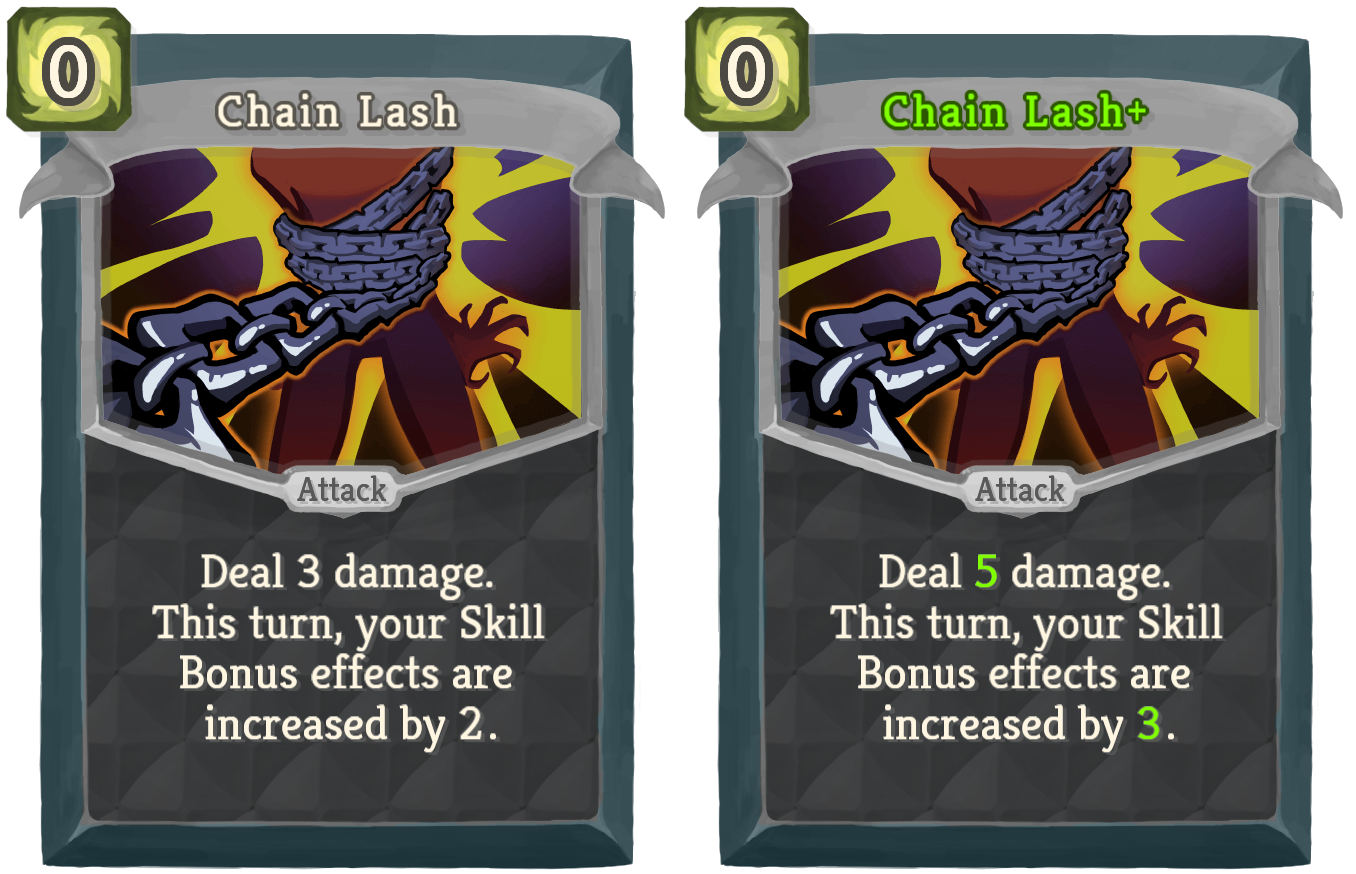 0
Chain Lash
Attack
Deal 3 damage.
This turn, your Skill
Bonus effects are
increased by 2.
0
Chain Lash+
Attack
Deal 5 damage.
This turn, your Skill
Bonus effects are
increased by 3.